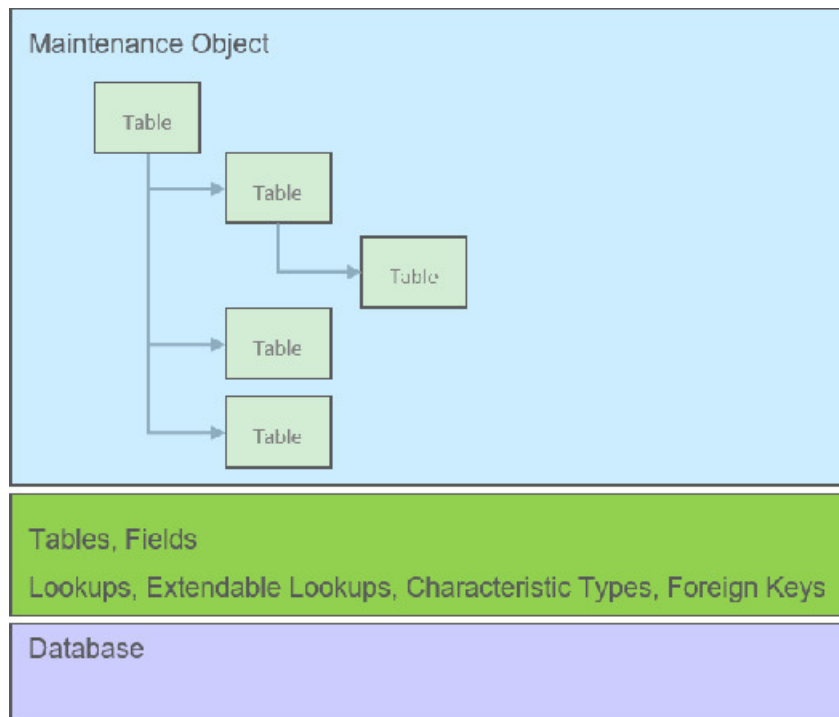 Maintenance Object
Table
Table
Table
Table
Table
Tables, Fields
Lookups, Extendable Lookups, Characteristic Types, Foreign Keys
Database